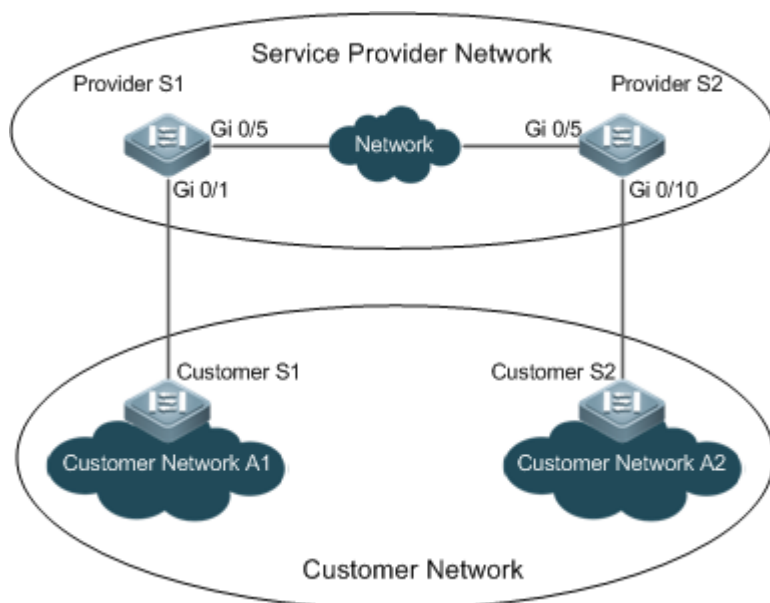 Service Provider Network
Provider S1
Provider S2
Gi 0/5
Network
Gi 0/5
Gi 0/1
Gi 0/10
Customer S1
Customer S2
Customer Network A1
Customer Network A2
Customer Network